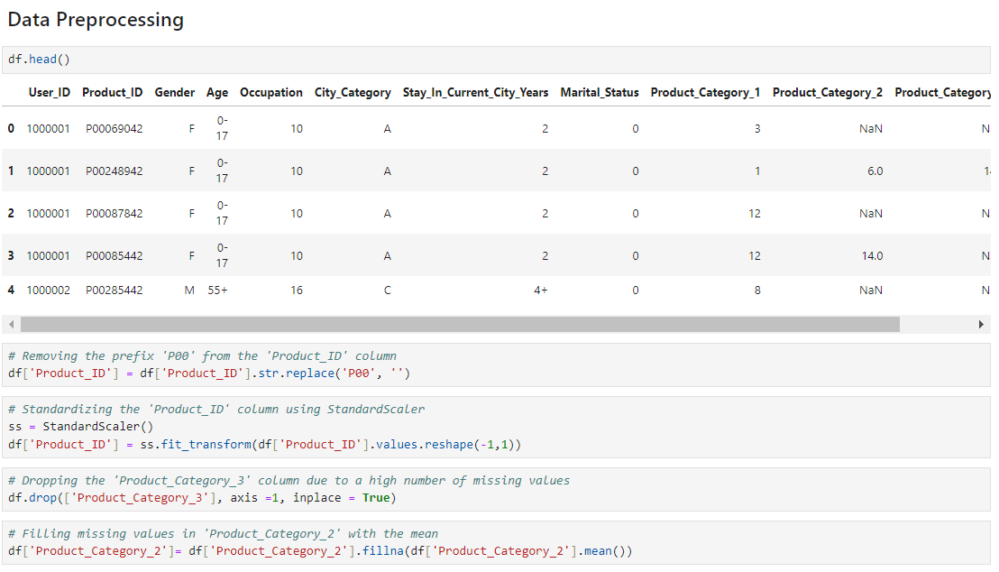 Data Preprocessing
df.head()
User_ID Product_ID Gender Age Occupation City_Category Stay_In_Current_City_Years Marital_Status Product_Category_1 Product_Category_2 Product_Category
0 1000001 P00069042 F 0-17 10 A 2 0 3 NaN N
1 1000001 P00248942 F 0-17 10 A 2 0 1 6.0 14
2 1000001 P00087842 F 0-17 10 A 2 0 12 NaN N
3 1000001 P00085442 F 0-17 10 A 2 0 12 14.0 N
4 1000002 P00285442 M 55+ 16 C 4+ 0 8 NaN N
# Removing the prefix 'P00' from the 'Product_ID' column
df['Product_ID'] = df['Product_ID'].str.replace('P00', '')
# Standardizing the 'Product_ID' column using StandardScaler
ss = StandardScaler()
df['Product_ID'] = ss.fit_transform(df['Product_ID'].values.reshape(-1,1))
# Dropping the 'Product_Category_3' column due to a high number of missing values
df.drop(['Product_Category_3'], axis =1, inplace = True)
# Filling missing values in 'Product_Category_2' with the mean
df['Product_Category_2']= df['Product_Category_2'].fillna(df['Product_Category_2'].mean())